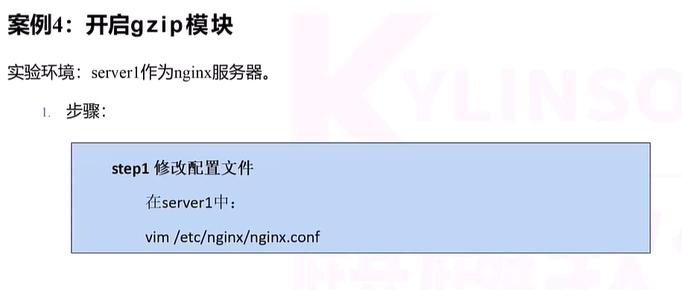 案例4：开启gzip模块
KYLINSO
实验环境：server1作为nginx服务器。
1. 步骤：
step1 修改配置文件
在server1中：
vim /etc/nginx/nginx.conf